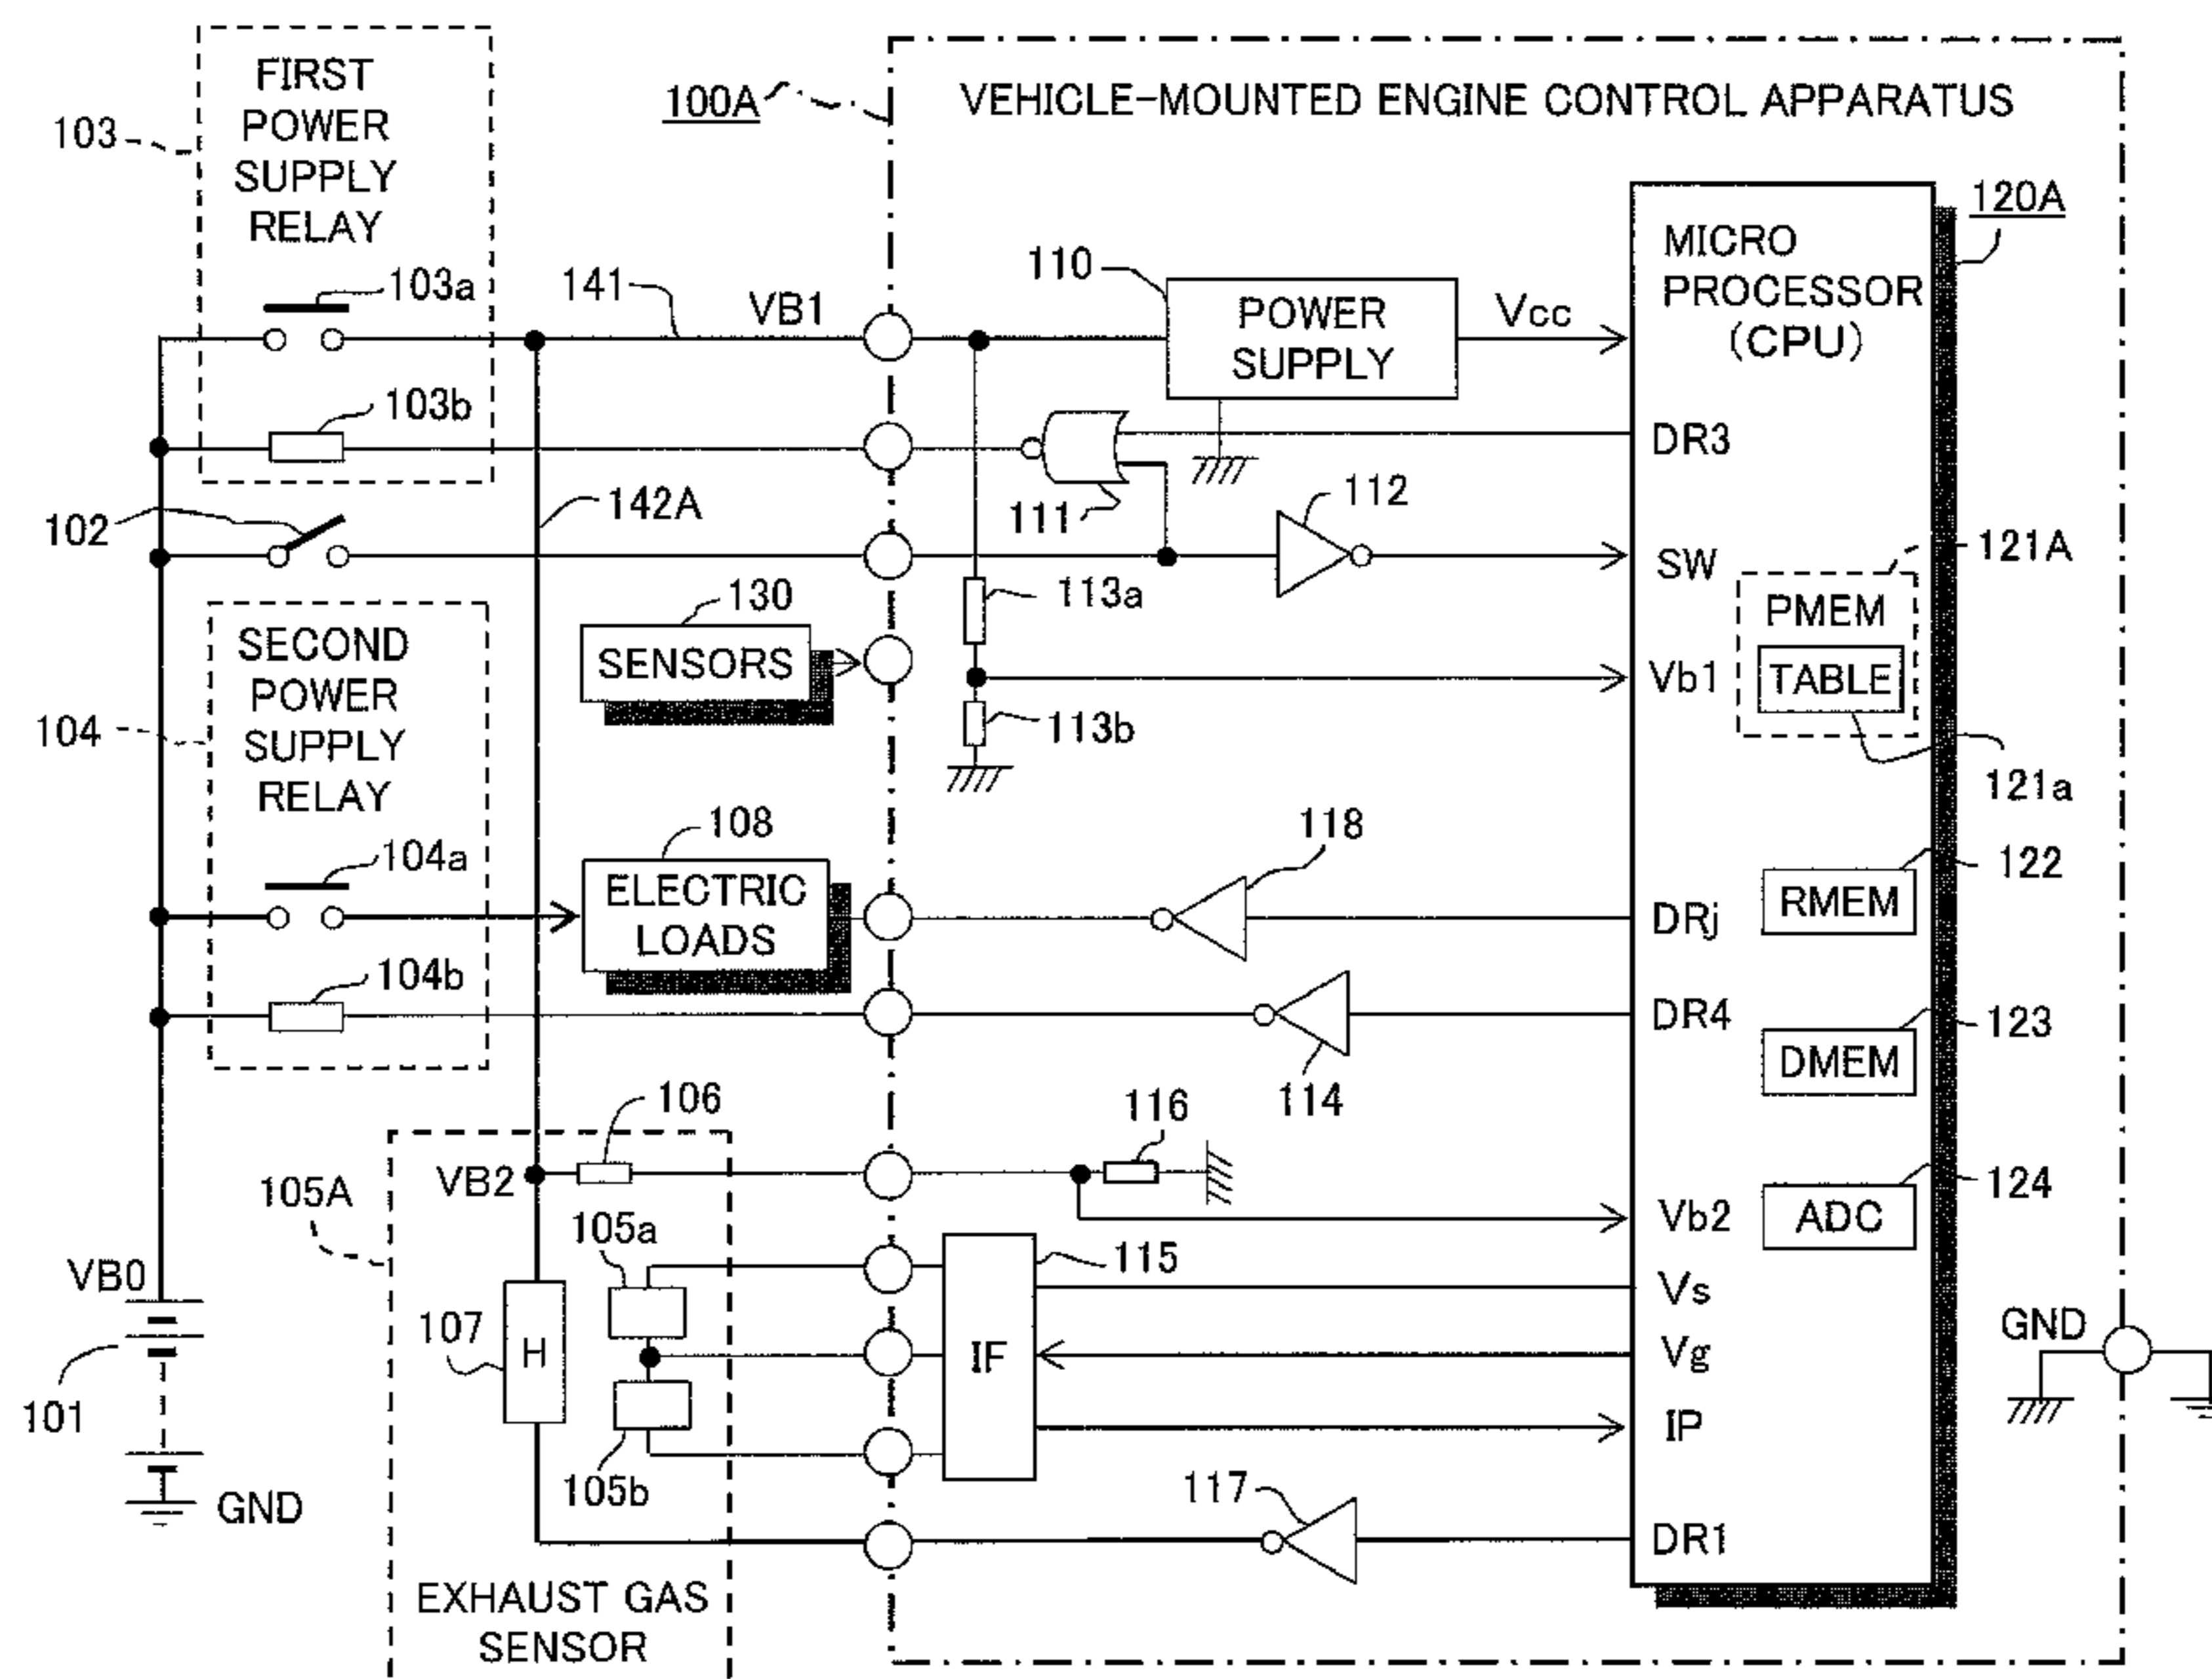 FIRST
POWER
SUPPLY
RELAY
103
103a
103b
100A
VEHICLE-MOUNTED ENGINE CONTROL APPARATUS
120A
MICRO
PROCESSOR
(CPU)
141
VB1
110
POWER
SUPPLY
Vcc
DR3
111
112
102
142A
SW
121A
PMEM
TABLE
121a
130
SENSORS
113a
Vb1
113b
SECOND
POWER
SUPPLY
RELAY
104
104a
104b
108
ELECTRIC
LOADS
118
DRj
122
RMEM
DR4
114
123
DMEM
106
116
VB2
105A
105a
Vb2
124
ADC
115
Vs
VB0
101
107
H
IF
Vg
GND
IP
105b
GND
117
DR1
EXHAUST GAS
SENSOR